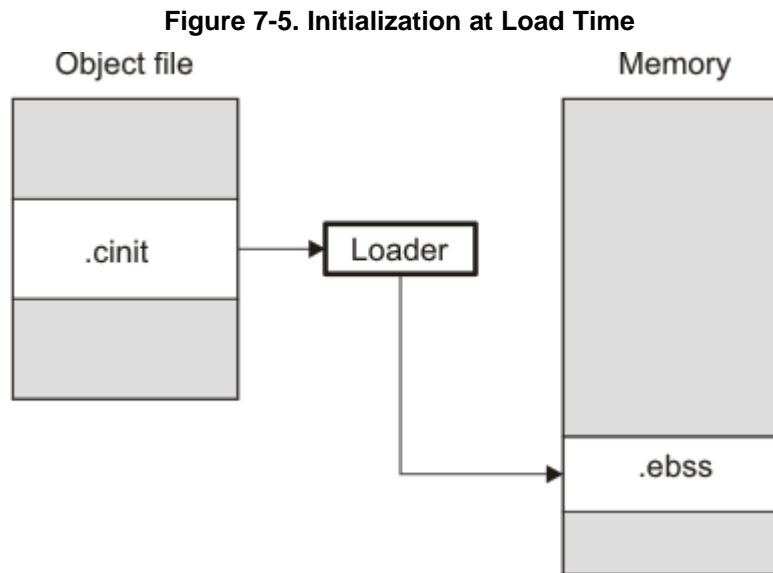 Figure 7-5. Initialization at Load Time
Object file
Memory
.cinit
Loader
.ebss